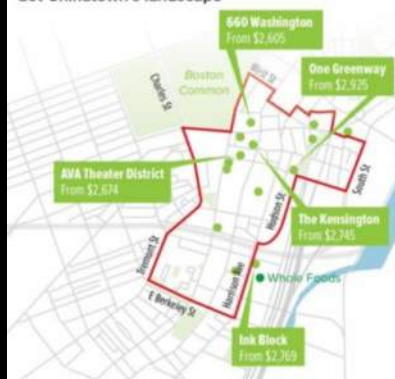 660 Washington
From $2,605
One Greenway
From $2,925
West St
Boston
Common
Charles St
AVA Theater District
From $2,674
South St
Hudson St
The Kensington
From $2,745
Tremont St
Harrison Ave
Whole Foods
E Berkeley St
Ink Block
From $2,769